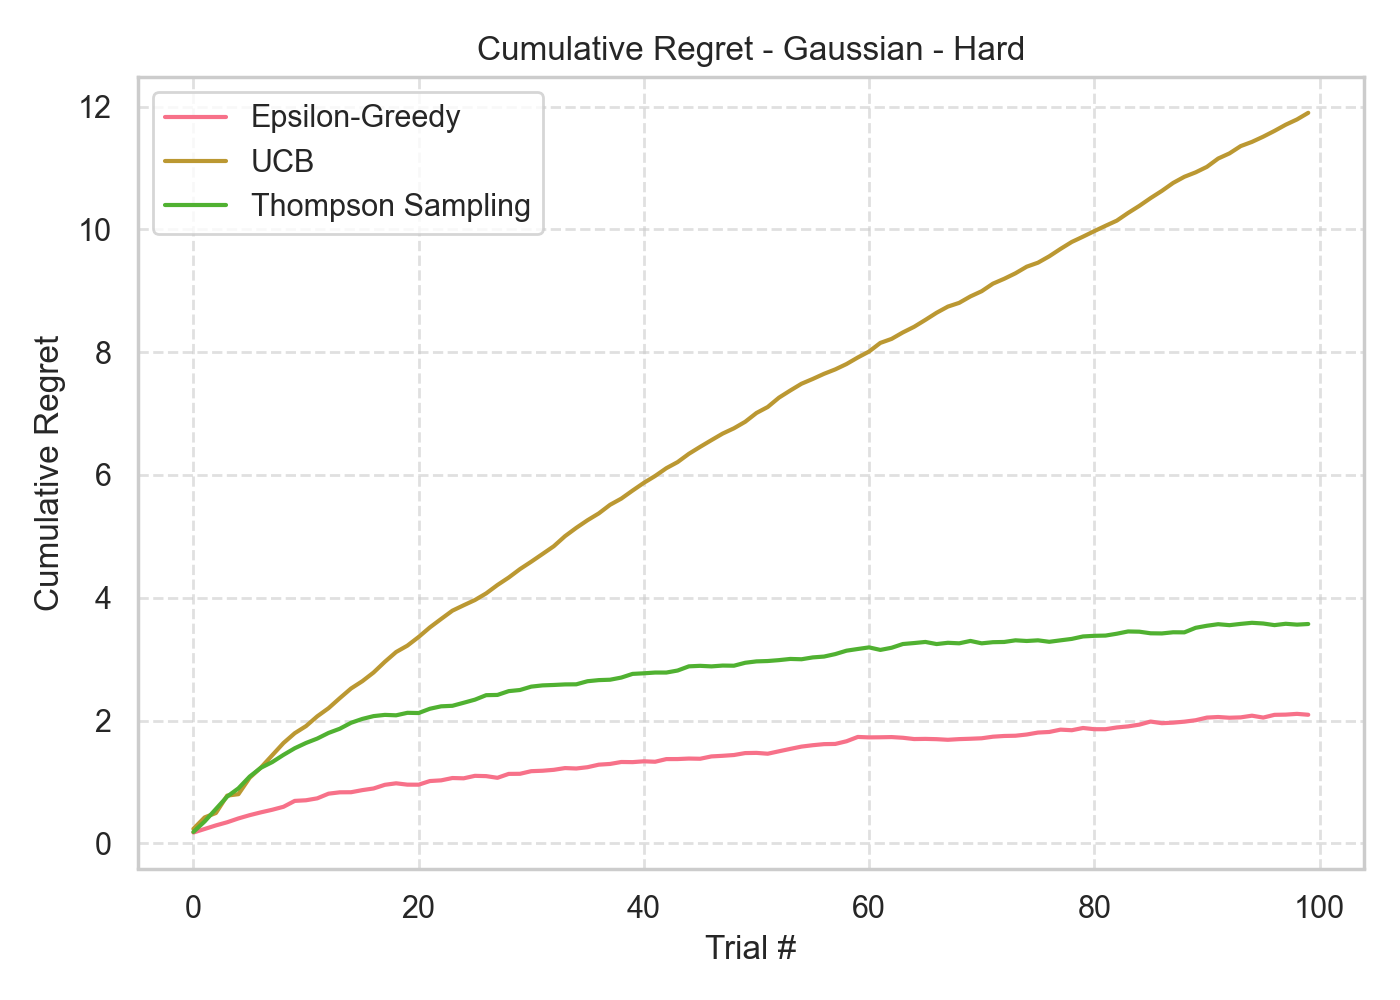 Cumulative Regret - Gaussian - Hard
Epsilon-Greedy
UCB
Thompson Sampling
12
10
8
6
4
2
0
Cumulative Regret
0 20 40 60 80 100
Trial #